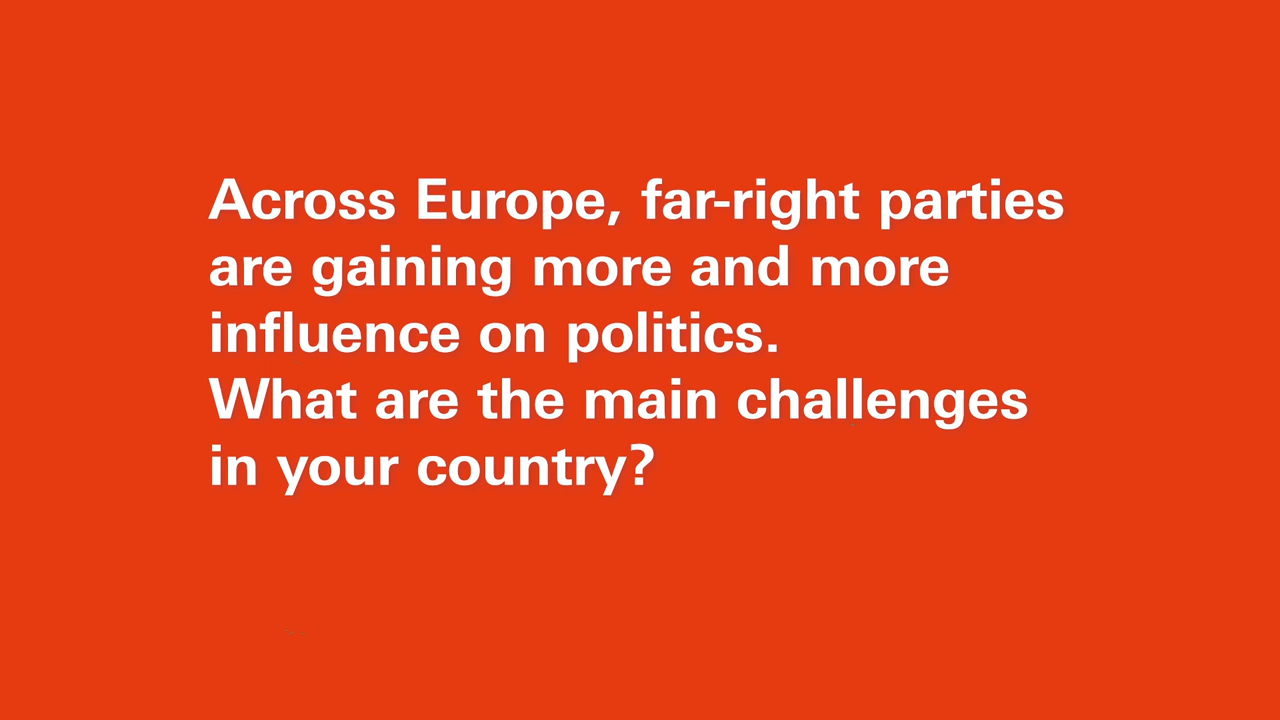 Across Europe, far-right parties
are gaining more and more
influence on politics.
What are the main challenges
in your country?